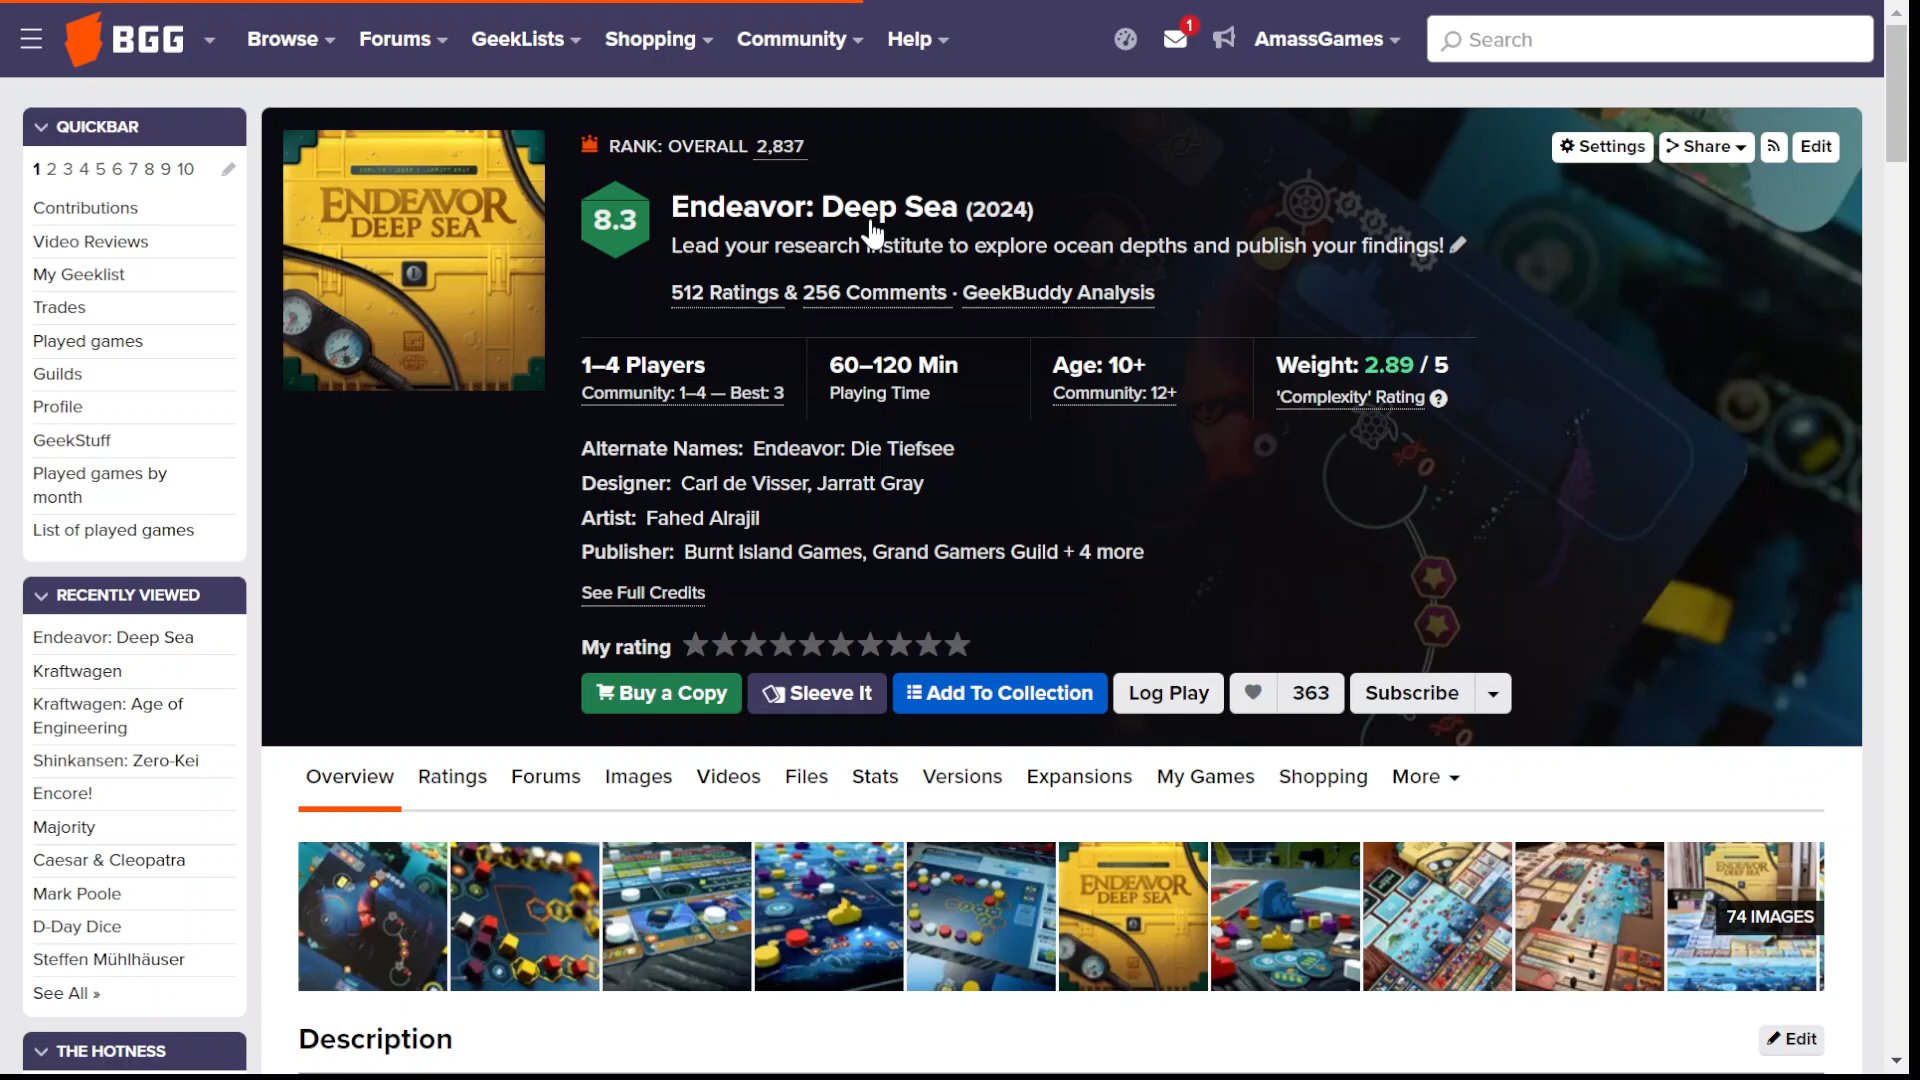 BGG
Browse
Forums
GeekLists
Shopping
Community
Help
1
AmassGames
Search
QUICKBAR
1 2 3 4 5 6 7 8 9 10
Contributions
Video Reviews
My Geeklist
Trades
Played games
Guilds
Profile
GeekStuff
Played games by
month
List of played games
RECENTLY VIEWED
Endeavor: Deep Sea
Kraftwagen
Kraftwagen: Age of
Engineering
Shinkansen: Zero-Kei
Encore!
Majority
Caesar & Cleopatra
Mark Poole
D-Day Dice
Steffen Mühlhäuser
See All »
THE HOTNESS
ENDEAVOR
DEEP SEA
RANK: OVERALL 2,837
Settings
Share
Edit
8.3
Endeavor: Deep Sea (2024)
Lead your research institute to explore ocean depths and publish your findings!
512 Ratings & 256 Comments · GeekBuddy Analysis
1–4 Players
Community: 1–4 — Best: 3
60–120 Min
Playing Time
Age: 10+
Community: 12+
Weight: 2.89 / 5
'Complexity' Rating ?
Alternate Names: Endeavor: Die Tiefsee
Designer: Carl de Visser, Jarratt Gray
Artist: Fahed Alrajil
Publisher: Burnt Island Games, Grand Gamers Guild + 4 more
See Full Credits
My rating
Buy a Copy
Sleeve It
Add To Collection
Log Play
363
Subscribe
Overview
Ratings
Forums
Images
Videos
Files
Stats
Versions
Expansions
My Games
Shopping
More
ENDEAVOR
DEEP SEA
ENDEAVOR
DEEP SEA
74 IMAGES
Description
Edit